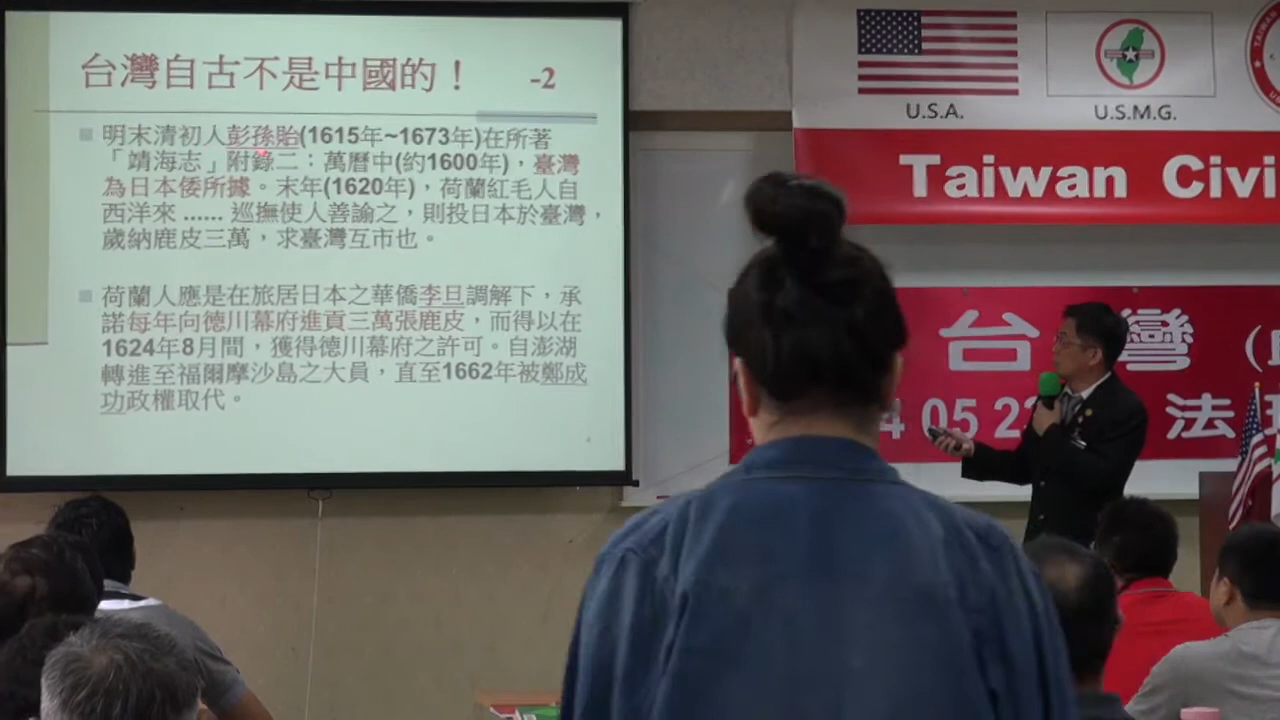 台灣自古不是中國的！ -2
明末清初人彭孫貽(1615年~1673年)在所著
「靖海志」附錄二：萬曆中(約1600年)，臺灣
為日本倭所據。末年(1620年)，荷蘭紅毛人自
西洋來 ...... 巡撫使人善諭之，則投日本於臺灣，
歲納鹿皮三萬，求臺灣互市也。
荷蘭人應是在旅居日本之華僑李旦調解下，承
諾每年向德川幕府進貢三萬張鹿皮，而得以在
1624年8月間，獲得德川幕府之許可。自澎湖
轉進至福爾摩沙島之大員，直至1662年被鄭成
功政權取代。
U.S.A.
U.S.M.G.
Taiwan Civi
台灣（
4 05 2
法